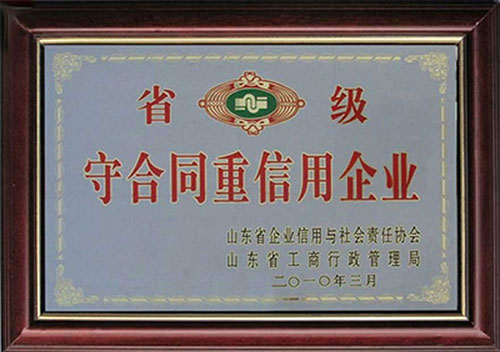 省 级
守合同重信用企业
山东省企业信用与社会责任协会
山东省工商行政管理局
二〇一〇年三月